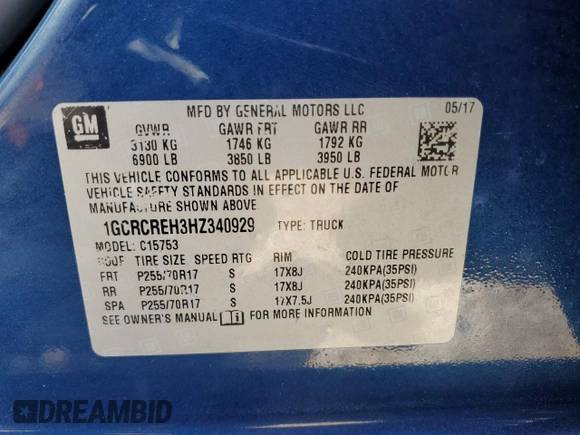 GM
MFD BY GENERAL MOTORS LLC 05/17
GVWR GAWR FRT GAWR RR
3130 KG 1746 KG 1792 KG
6900 LB 3850 LB 3950 LB
THIS VEHICLE CONFORMS TO ALL APPLICABLE U.S. FEDERAL MOTOR
VEHICLE SAFETY STANDARDS IN EFFECT ON THE DATE OF
MANUFACTURE SHOWN ABOVE.
1GCRCREH3HZ340929 TYPE: TRUCK
MODEL: C15753
TIRE SIZE SPEED RTG RIM COLD TIRE PRESSURE
FRT P255/70R17 S 17X8J 240KPA(35PSI)
RR P255/70R17 S 17X8J 240KPA(35PSI)
SPA P255/70R17 S 17X7.5J 240KPA(35PSI)
SEE OWNER'S MANUAL FOR MORE INFORMATION
DREAMBID